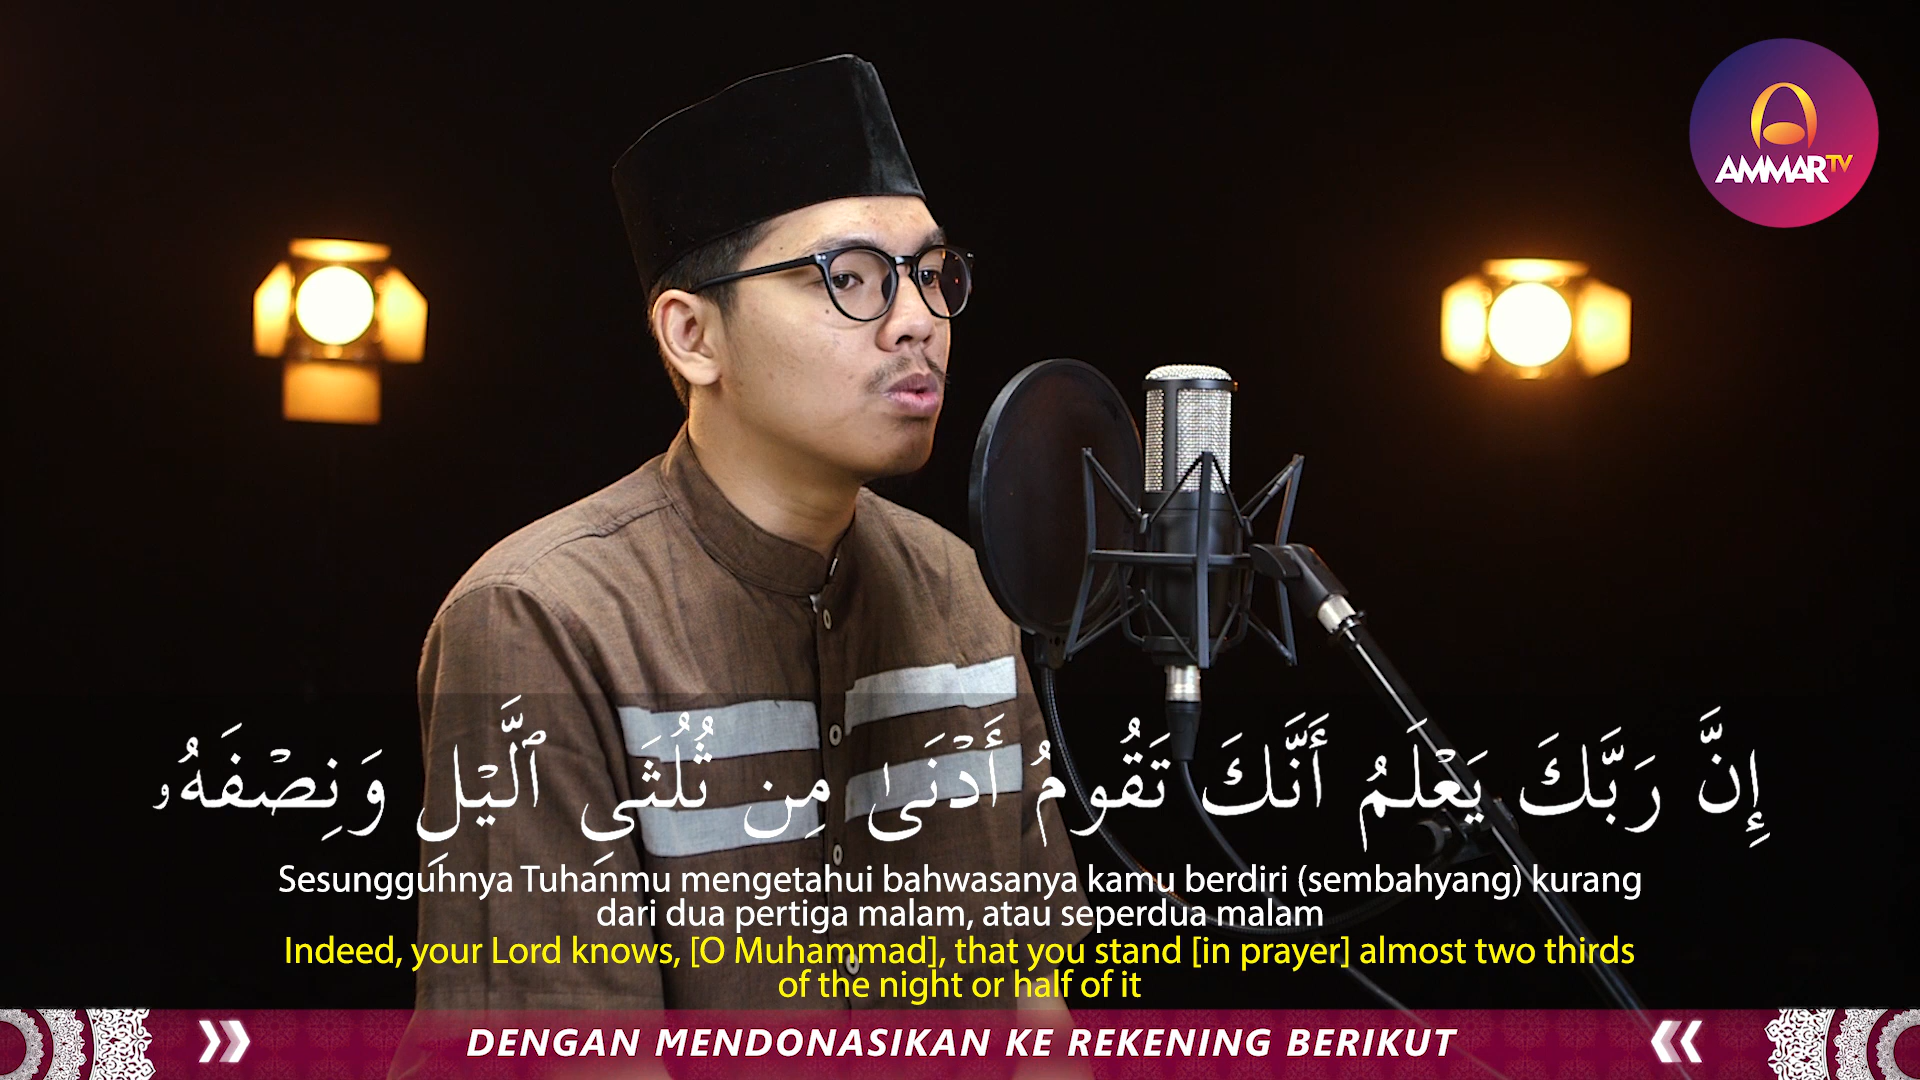 AMMARTV
إِنَّ رَبَّكَ يَعْلَمُ أَنَّكَ تَقُومُ أَدْنَىٰ مِن ثُلُثَىِ ٱلَّيْلِ وَنِصْفَهُۥ
Sesungguhnya Tuhanmu mengetahui bahwasanya kamu berdiri (sembahyang) kurang
dari dua pertiga malam, atau seperdua malam
Indeed, your Lord knows, [O Muhammad], that you stand [in prayer] almost two thirds
of the night or half of it
DENGAN MENDONASIKAN KE REKENING BERIKUT